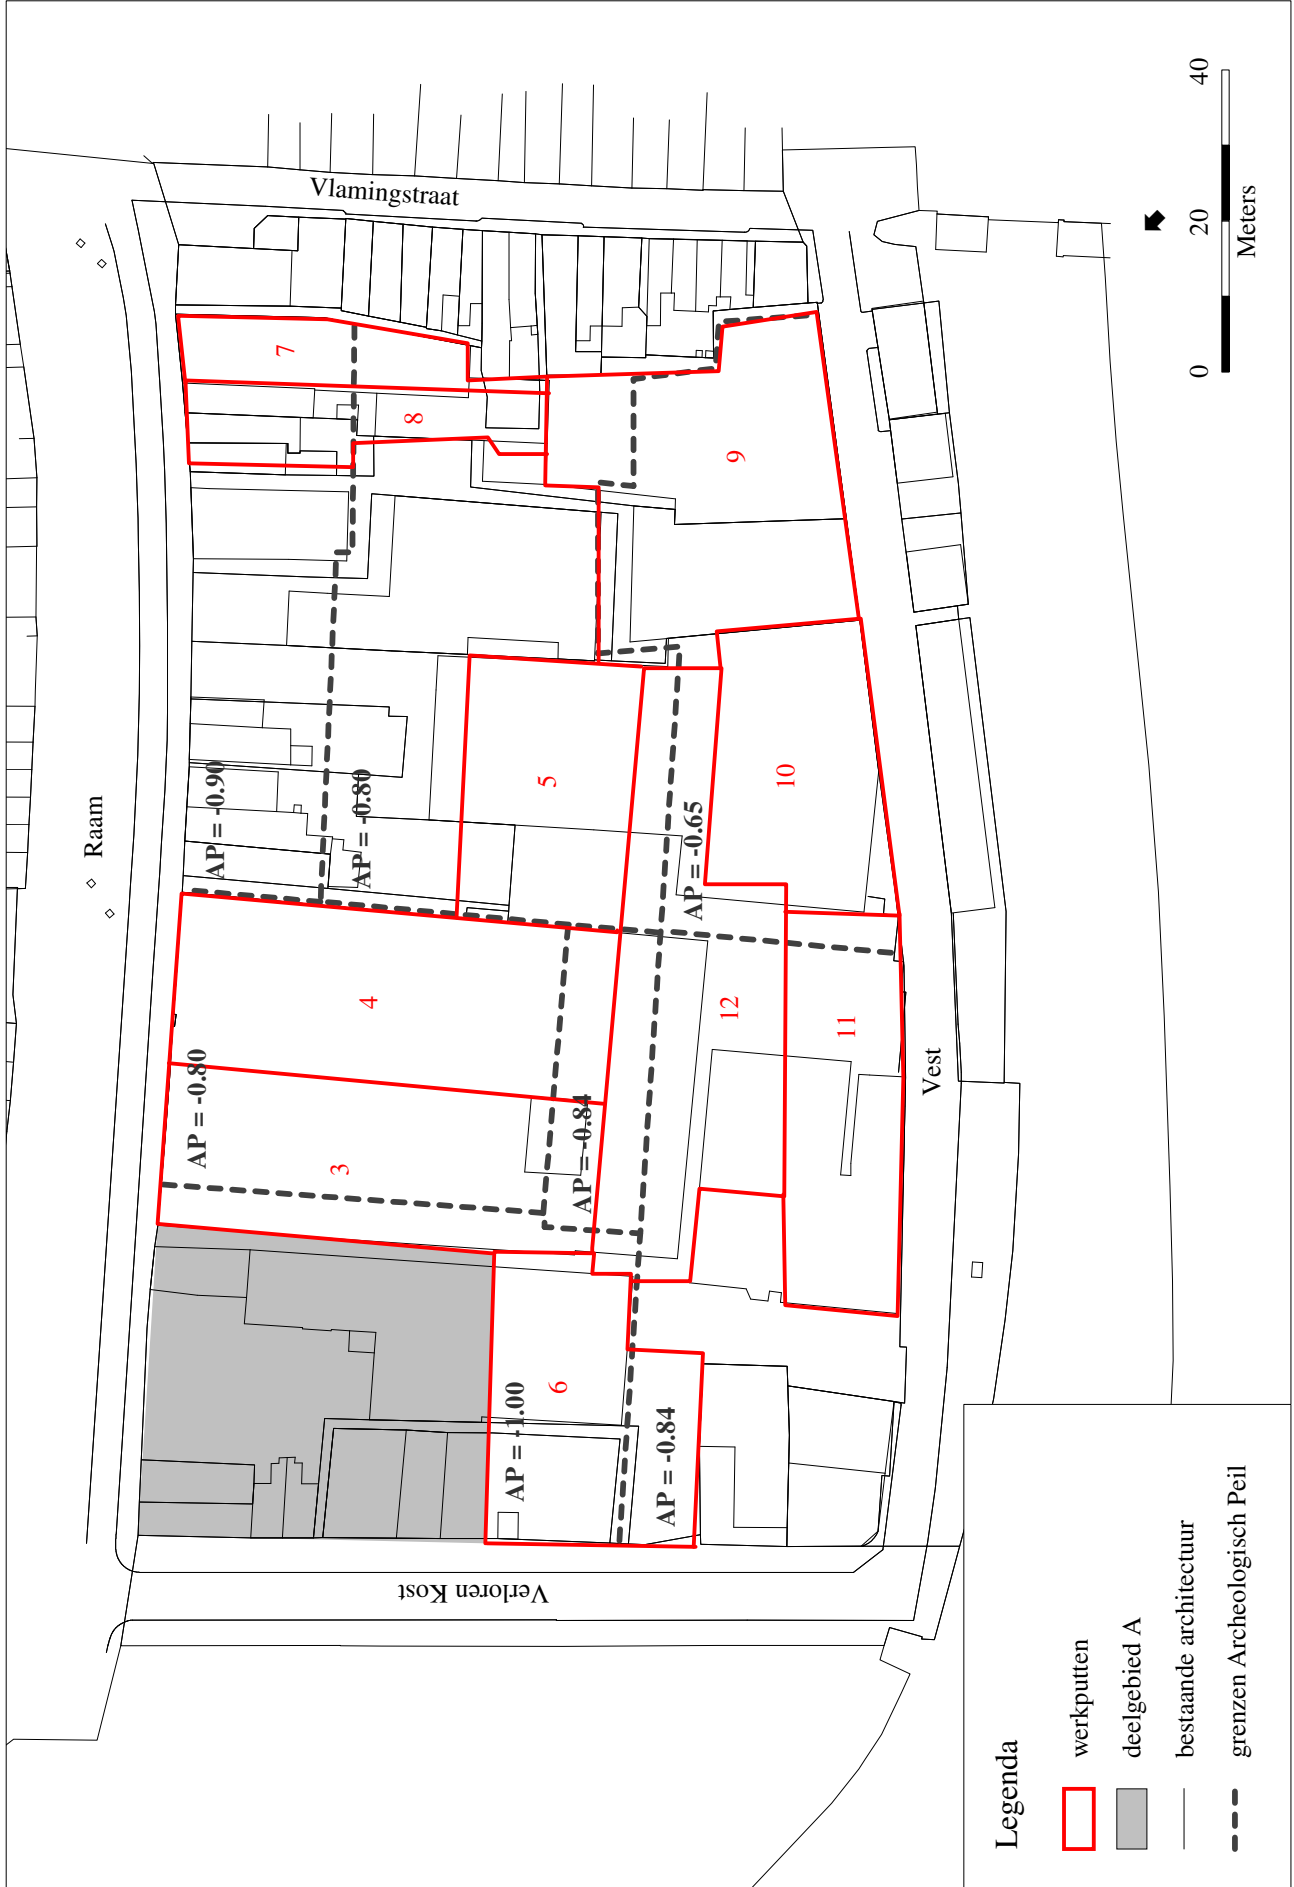 Raam
Vlamingstraat
Verloren Kost
Vest
AP = -0.80
AP = -0.90
AP = -0.80
AP = -0.84
AP = -0.65
AP = -1.00
AP = -0.84
3
4
5
6
7
8
9
10
11
12
Legenda
werkputten
deelgebied A
bestaande architectuur
grenzen Archeologisch Peil
0 20 40
Meters